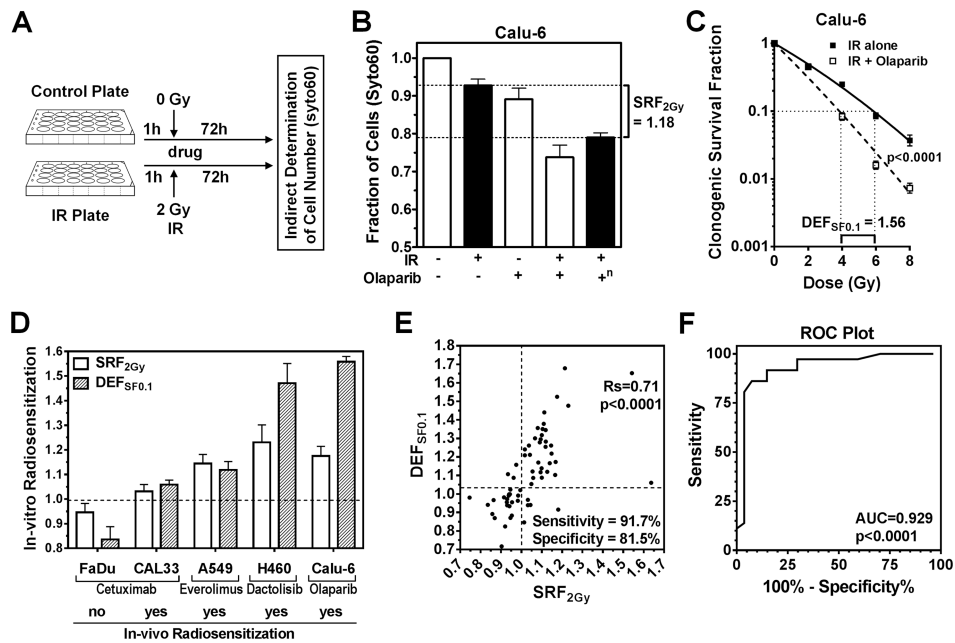 A
Control Plate
0 Gy
1h
72h
drug
1h
72h
2 Gy
IR
IR Plate
Indirect Determination
of Cell Number (syto60)
B
Calu-6
Fraction of Cells (Syto60)
1.0
0.9
0.8
0.7
0.6
0.5
SRF2Gy
= 1.18
IR - + - + +
Olaparib - - + + +n
C
Calu-6
IR alone
IR + Olaparib
Clonogenic Survival Fraction
1
0.1
0.01
0.001
p<0.0001
DEFSF0.1 = 1.56
0 2 4 6 8
Dose (Gy)
D
SRF2Gy
DEFSF0.1
In-vitro Radiosensitization
1.6
1.5
1.4
1.3
1.2
1.1
1.0
0.9
0.8
FaDu CAL33 A549 H460 Calu-6
Cetuximab Everolimus Dactolisib Olaparib
no yes yes yes yes
In-vivo Radiosensitization
E
DEFSF0.1
1.8
1.7
1.6
1.5
1.4
1.3
1.2
1.1
1.0
0.9
0.8
0.7
Rs=0.71
p<0.0001
Sensitivity = 91.7%
Specificity = 81.5%
0.7 0.8 0.9 1.0 1.1 1.2 1.3 1.4 1.5 1.6 1.7
SRF2Gy
F
ROC Plot
Sensitivity
100
75
50
25
0
AUC=0.929
p<0.0001
0 25 50 75 100
100% - Specificity%